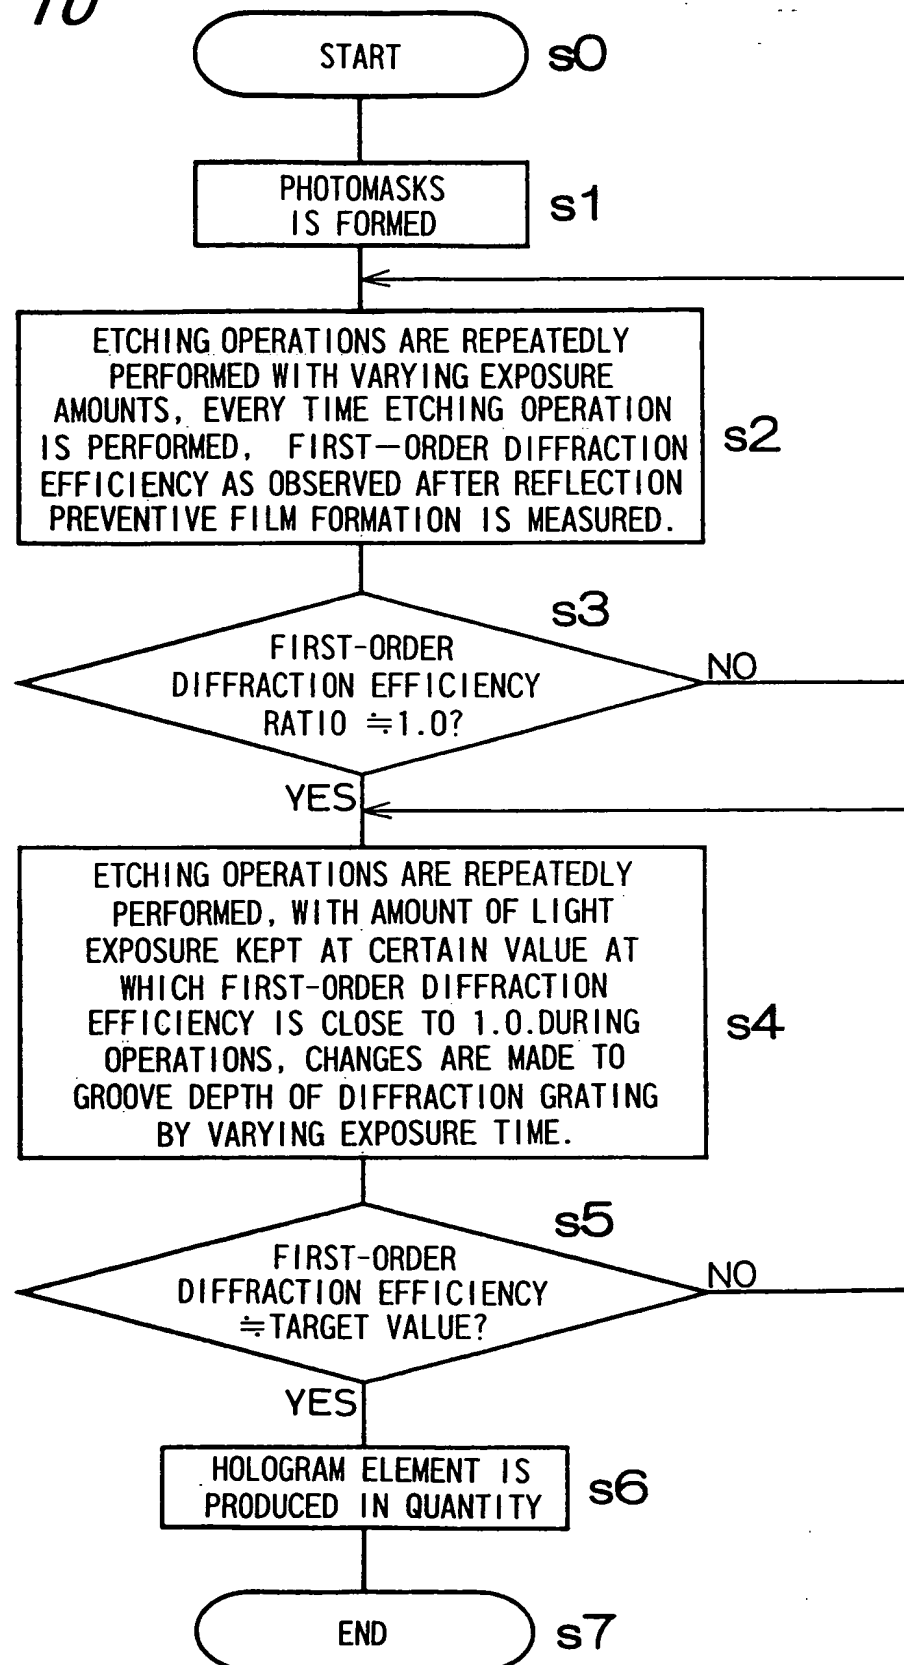 10
START s0
PHOTOMASKS
IS FORMED
s1
ETCHING OPERATIONS ARE REPEATEDLY
PERFORMED WITH VARYING EXPOSURE
AMOUNTS, EVERY TIME ETCHING OPERATION
IS PERFORMED, FIRST-ORDER DIFFRACTION
EFFICIENCY AS OBSERVED AFTER REFLECTION
PREVENTIVE FILM FORMATION IS MEASURED.
s2
s3
FIRST-ORDER
DIFFRACTION EFFICIENCY
RATIO ≒1.0?
NO
YES
ETCHING OPERATIONS ARE REPEATEDLY
PERFORMED, WITH AMOUNT OF LIGHT
EXPOSURE KEPT AT CERTAIN VALUE AT
WHICH FIRST-ORDER DIFFRACTION
EFFICIENCY IS CLOSE TO 1.0.DURING
OPERATIONS, CHANGES ARE MADE TO
GROOVE DEPTH OF DIFFRACTION GRATING
BY VARYING EXPOSURE TIME.
s4
s5
FIRST-ORDER
DIFFRACTION EFFICIENCY
≒TARGET VALUE?
NO
YES
HOLOGRAM ELEMENT IS
PRODUCED IN QUANTITY
s6
END s7